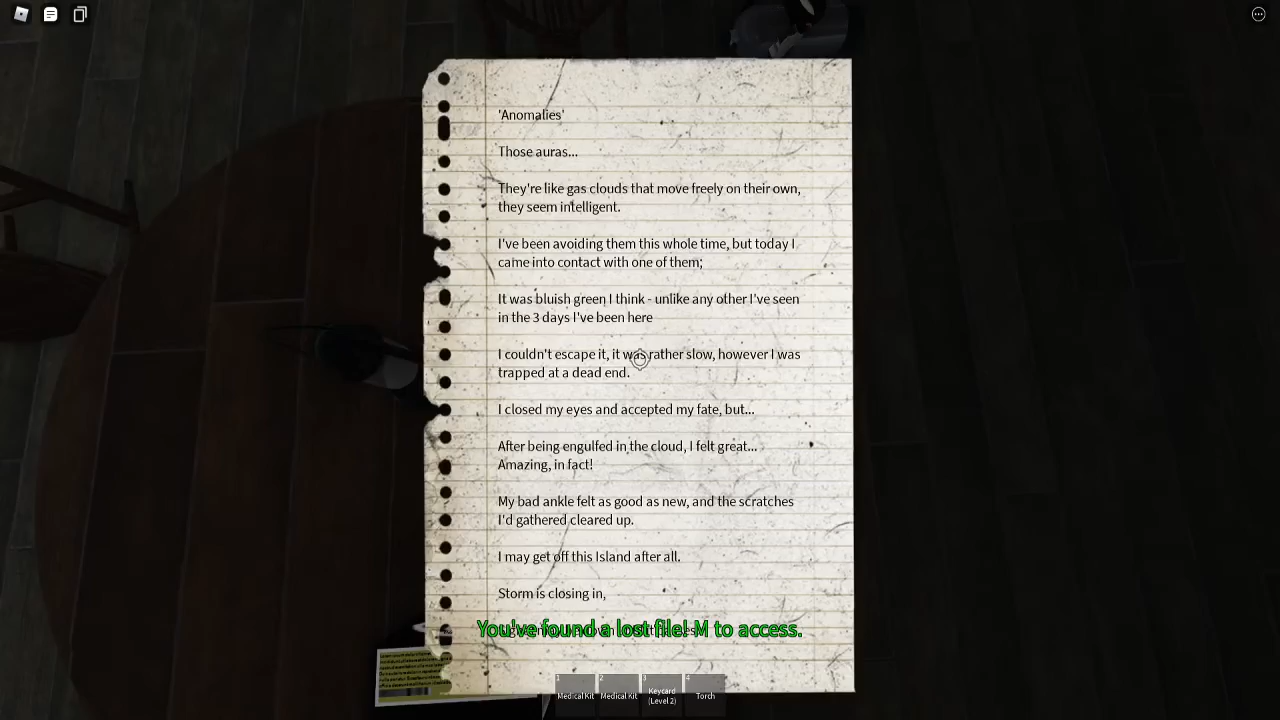 'Anomalies'
Those auras...
They're like gas clouds that move freely on their own,
they seem intelligent.
I've been avoiding them this whole time, but today I
came into contact with one of them;
It was bluish green I think - unlike any other I've seen
in the 3 days I've been here
I couldn't escape it, it was rather slow, however I was
trapped at a dead end.
I closed my eyes and accepted my fate, but...
After being engulfed in the cloud, I felt great...
Amazing, in fact!
My bad ankle felt as good as new, and the scratches
I'd gathered cleared up.
I may get off this Island after all.
Storm is closing in,
You've found a lost file! M to access.
1 2 3 4
Medical Kit Medical Kit Keycard (Level 2) Torch